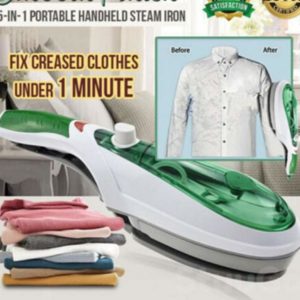 5-IN-1 PORTABLE HANDHELD STEAM IRON
SATISFACTION
FIX CREASED CLOTHES
UNDER 1 MINUTE
Before
After